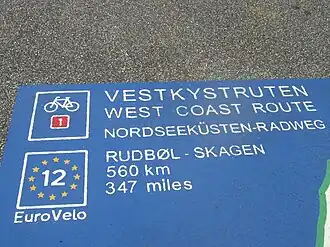 1
VESTKYSTRUTEN
WEST COAST ROUTE
NORDSEEKÜSTEN-RADWEG
12
EuroVelo
RUDBØL - SKAGEN
560 km
347 miles